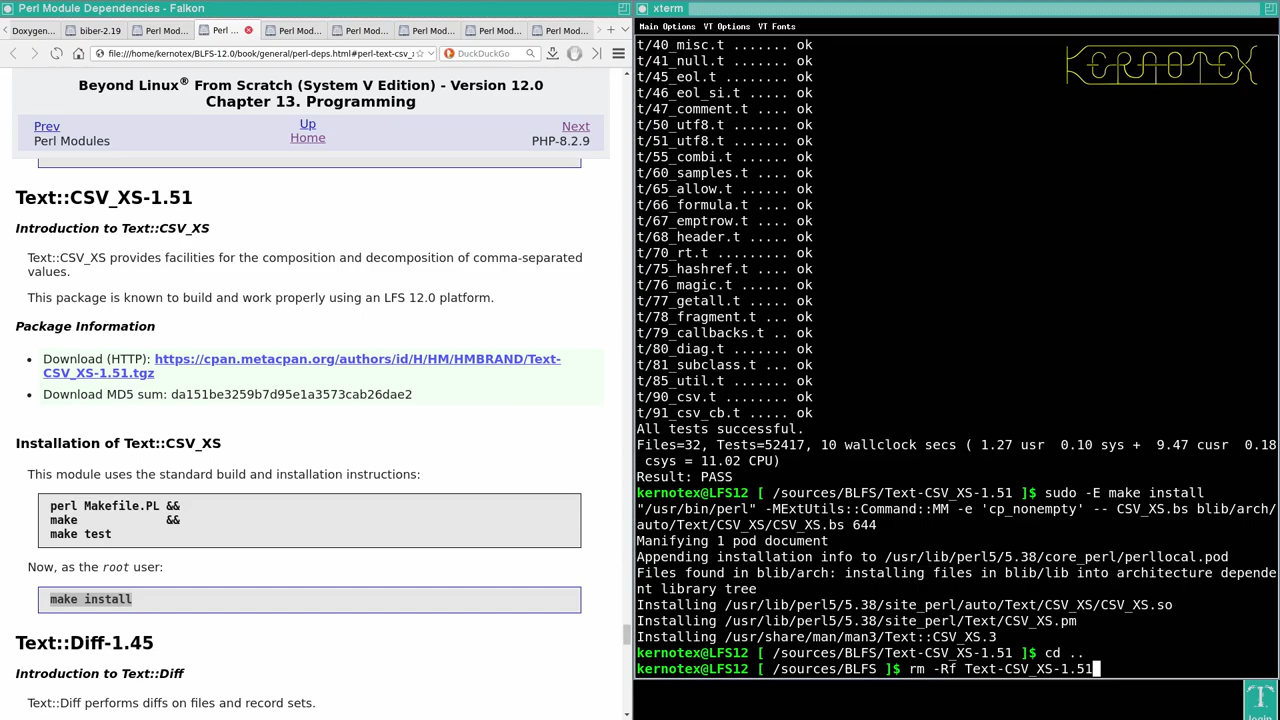 Perl Module Dependencies - Falkon
Doxygen
biber-2.19
Perl Mod
Perl ...
Perl Mod
Perl Mod
Perl Mod
Perl Mod
Perl Mod
file:///home/kernotex/BLFS-12.0/book/general/perl-deps.html#perl-text-csv_
DuckDuckGo
Beyond Linux® From Scratch (System V Edition) - Version 12.0
Chapter 13. Programming
Prev
Up
Next
Perl Modules
Home
PHP-8.2.9
Text::CSV_XS-1.51
Introduction to Text::CSV_XS
Text::CSV_XS provides facilities for the composition and decomposition of comma-separated
values.
This package is known to build and work properly using an LFS 12.0 platform.
Package Information
• Download (HTTP): https://cpan.metacpan.org/authors/id/H/HM/HMBRAND/Text-
CSV_XS-1.51.tgz
• Download MD5 sum: da151be3259b7d95e1a3573cab26dae2
Installation of Text::CSV_XS
This module uses the standard build and installation instructions:
perl Makefile.PL &&
make             &&
make test
Now, as the root user:
make install
Text::Diff-1.45
Introduction to Text::Diff
Text::Diff performs diffs on files and record sets.
xterm
Main Options  VT Options  VT Fonts
KERNOTEX
t/40_misc.t ....... ok
t/41_null.t ....... ok
t/45_eol.t ........ ok
t/46_eol_si.t ..... ok
t/47_comment.t .... ok
t/50_utf8.t ....... ok
t/51_utf8.t ....... ok
t/55_combi.t ...... ok
t/60_samples.t .... ok
t/65_allow.t ...... ok
t/66_formula.t .... ok
t/67_emptrow.t .... ok
t/68_header.t ..... ok
t/70_rt.t ......... ok
t/75_hashref.t .... ok
t/76_magic.t ...... ok
t/77_getall.t ..... ok
t/78_fragment.t ... ok
t/79_callbacks.t .. ok
t/80_diag.t ....... ok
t/81_subclass.t ... ok
t/85_util.t ....... ok
t/90_csv.t ........ ok
t/91_csv_cb.t ..... ok
All tests successful.
Files=32, Tests=52417, 10 wallclock secs ( 1.27 usr  0.10 sys +  9.47 cusr  0.18
csys = 11.02 CPU)
Result: PASS
kernotex@LFS12 [ /sources/BLFS/Text-CSV_XS-1.51 ]$ sudo -E make install
"/usr/bin/perl" -MExtUtils::Command::MM -e 'cp_nonempty' -- CSV_XS.bs blib/arch/
auto/Text/CSV_XS/CSV_XS.bs 644
Manifying 1 pod document
Appending installation info to /usr/lib/perl5/5.38/core_perl/perllocal.pod
Files found in blib/arch: installing files in blib/lib into architecture depende
nt library tree
Installing /usr/lib/perl5/5.38/site_perl/auto/Text/CSV_XS/CSV_XS.so
Installing /usr/lib/perl5/5.38/site_perl/Text/CSV_XS.pm
Installing /usr/share/man/man3/Text::CSV_XS.3
kernotex@LFS12 [ /sources/BLFS/Text-CSV_XS-1.51 ]$ cd ..
kernotex@LFS12 [ /sources/BLFS ]$ rm -Rf Text-CSV_XS-1.51
login